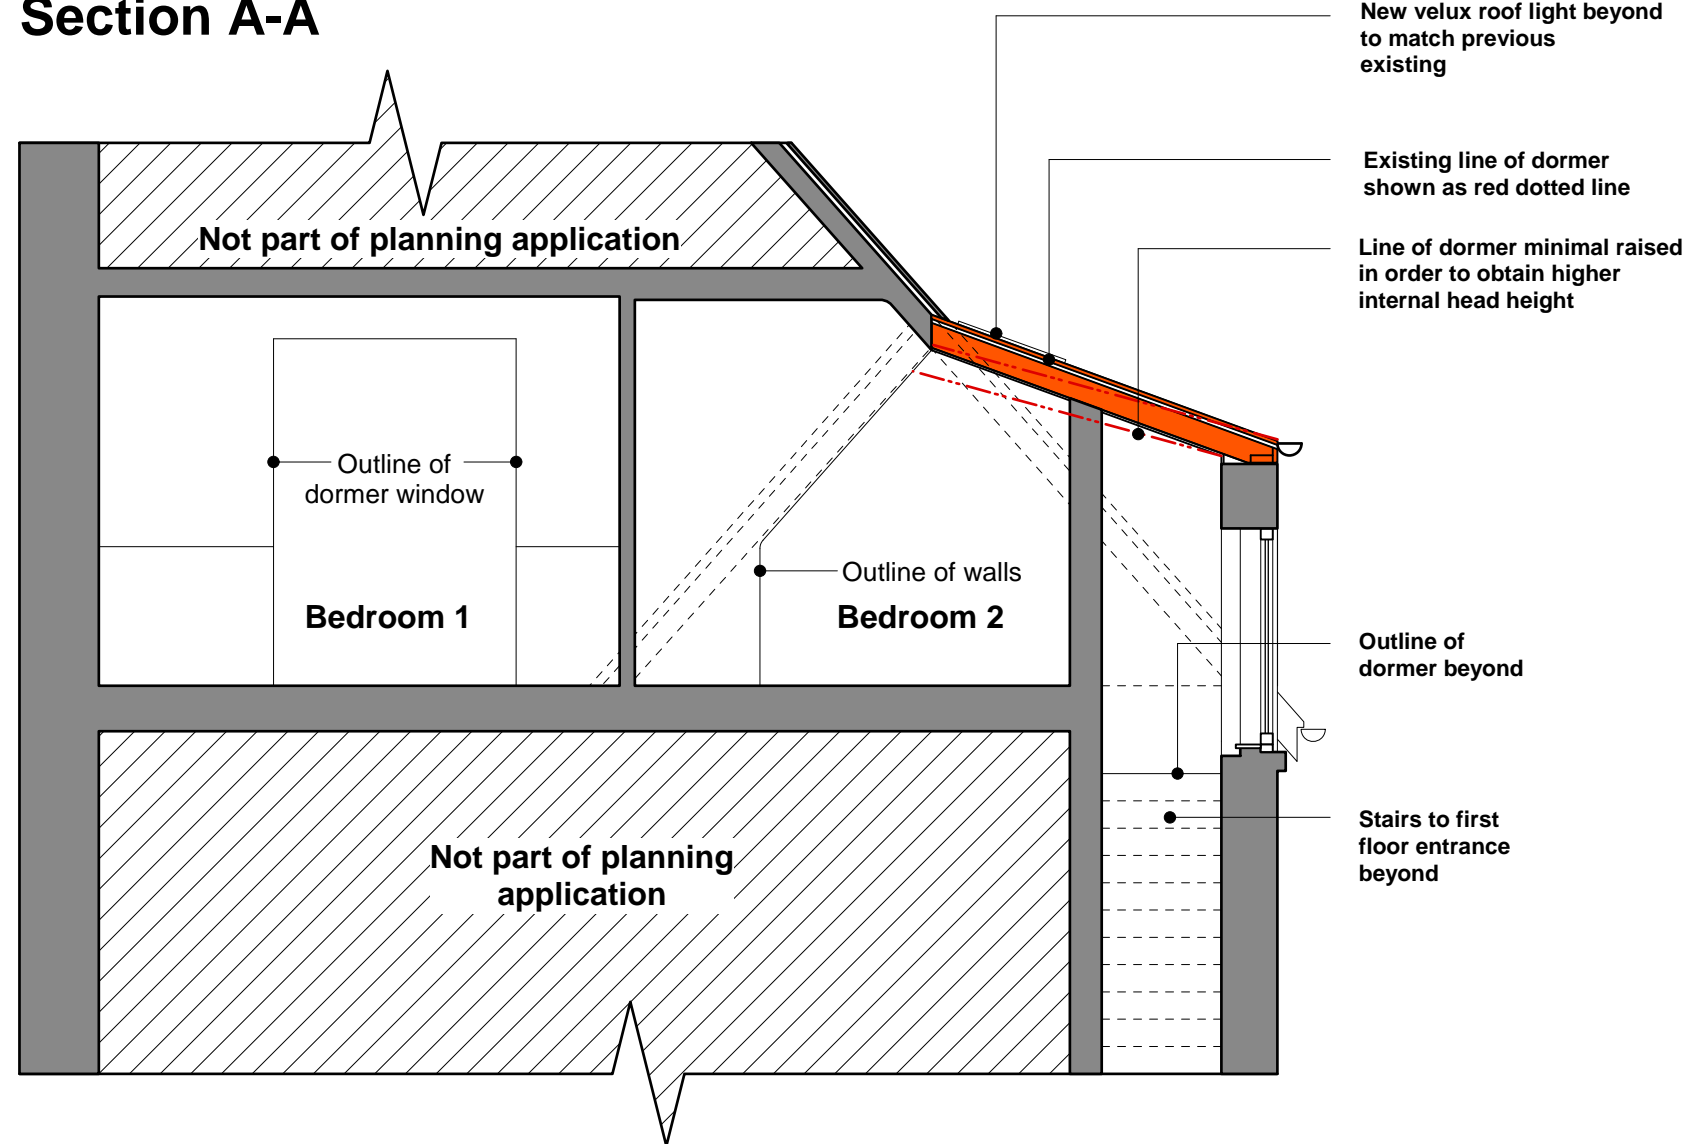 Section A-A
New velux roof light beyond
to match previous
existing
Existing line of dormer
shown as red dotted line
Not part of planning application
Line of dormer minimal raised
in order to obtain higher
internal head height
Outline of
dormer window
Outline of walls
Bedroom 1
Bedroom 2
Outline of
dormer beyond
Stairs to first
floor entrance
beyond
Not part of planning
application